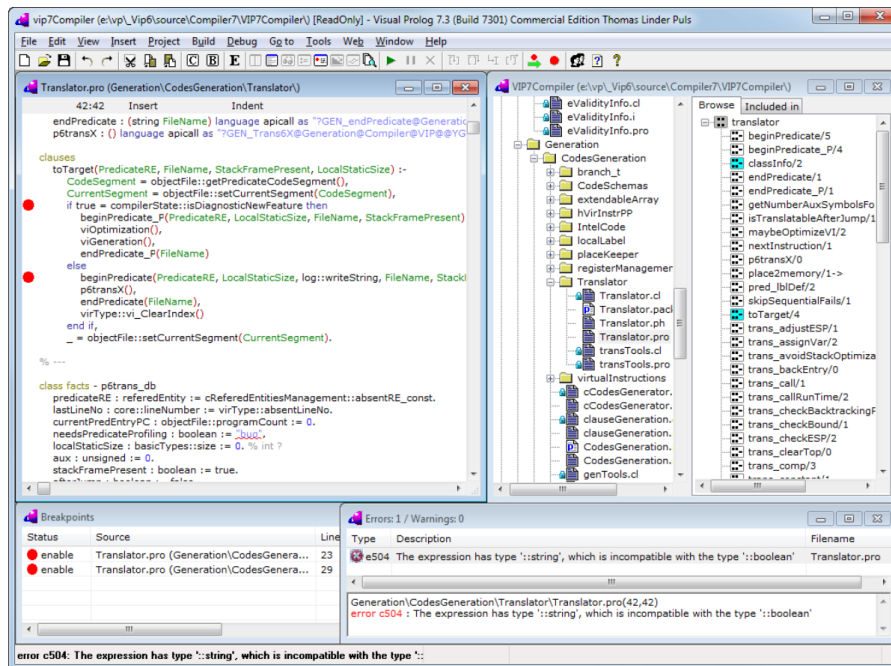 vip7Compiler (e:\vp\_Vip6\source\Compiler7\VIP7Compiler\) [ReadOnly] - Visual Prolog 7.3 (Build 7301) Commercial Edition Thomas Linder Puls
File Edit View Insert Project Build Debug Go to Tools Web Window Help
Translator.pro (Generation\CodesGeneration\Translator\)
42:42 Insert Indent
endPredicate : (string FileName) language apicall as "?GEN_endPredicate@Generatio
p6transX : () language apicall as "?GEN_Trans6X@Generation@Compiler@VIP@@YG
clauses
toTarget(PredicateRE, FileName, StackFramePresent, LocalStaticSize) :-
CodeSegment = objectFile::getPredicateCodeSegment(),
CurrentSegment = objectFile::setCurrentSegment(CodeSegment),
if true = compilerState::isDiagnosticNewFeature then
beginPredicate_P(PredicateRE, LocalStaticSize, FileName, StackFramePresent)
viOptimization(),
viGeneration(),
endPredicate_P(FileName)
else
beginPredicate(PredicateRE, LocalStaticSize, log::writeString, FileName, Stackl
p6transX(),
endPredicate(FileName),
virType::vi_ClearIndex()
end if,
_ = objectFile::setCurrentSegment(CurrentSegment).
% ---
class facts - p6trans_db
predicateRE : referedEntity := cReferedEntitiesManagement::absentRE_const.
lastLineNo : core::lineNumber := virType::absentLineNo.
currentPredEntryPC : objectFile::programCount := 0.
needsPredicateProfiling : boolean := "bug".
localStaticSize : basicTypes::size := 0. % int ?
aux : unsigned := 0.
stackFramePresent : boolean := true.
VIP7Compiler (e:\vp\_Vip6\source\Compiler7\VIP7Compiler\)
eValidityInfo.cl
eValidityInfo.i
eValidityInfo.pro
Generation
CodesGeneration
branch_t
CodeSchemas
extendableArray
hVirInstrPP
IntelCode
localLabel
placeKeeper
registerManagemer
Translator
Translator.cl
Translator.pack
Translator.ph
Translator.pro
transTools.cl
transTools.pro
virtualInstructions
cCodesGenerator.
cCodesGenerator.
clauseGeneration.
clauseGeneration.
CodesGeneration.
CodesGeneration.
genTools.cl
Browse Included in
translator
beginPredicate/5
beginPredicate_P/4
classInfo/2
endPredicate/1
endPredicate_P/1
getNumberAuxSymbolsFo
isTranslatableAfterJump/1
maybeOptimizeVI/2
nextInstruction/1
p6transX/0
place2memory/1->
pred_lblDef/2
skipSequentialFails/1
toTarget/4
trans_adjustESP/1
trans_assignVar/2
trans_avoidStackOptimiza
trans_backEntry/0
trans_call/1
trans_callRunTime/2
trans_checkBacktrackingP
trans_checkBound/1
trans_checkESP/2
trans_clearTop/0
trans_comp/3
Breakpoints
Status Source Line
enable Translator.pro (Generation\CodesGenera... 23
enable Translator.pro (Generation\CodesGenera... 29
Errors: 1 / Warnings: 0
Type Description Filename
e504 The expression has type '::string', which is incompatible with the type '::boolean' Translator.pro
Generation\CodesGeneration\Translator\Translator.pro(42,42)
error c504 : The expression has type '::string', which is incompatible with the type '::boolean'
error c504: The expression has type '::string', which is incompatible with the type '::